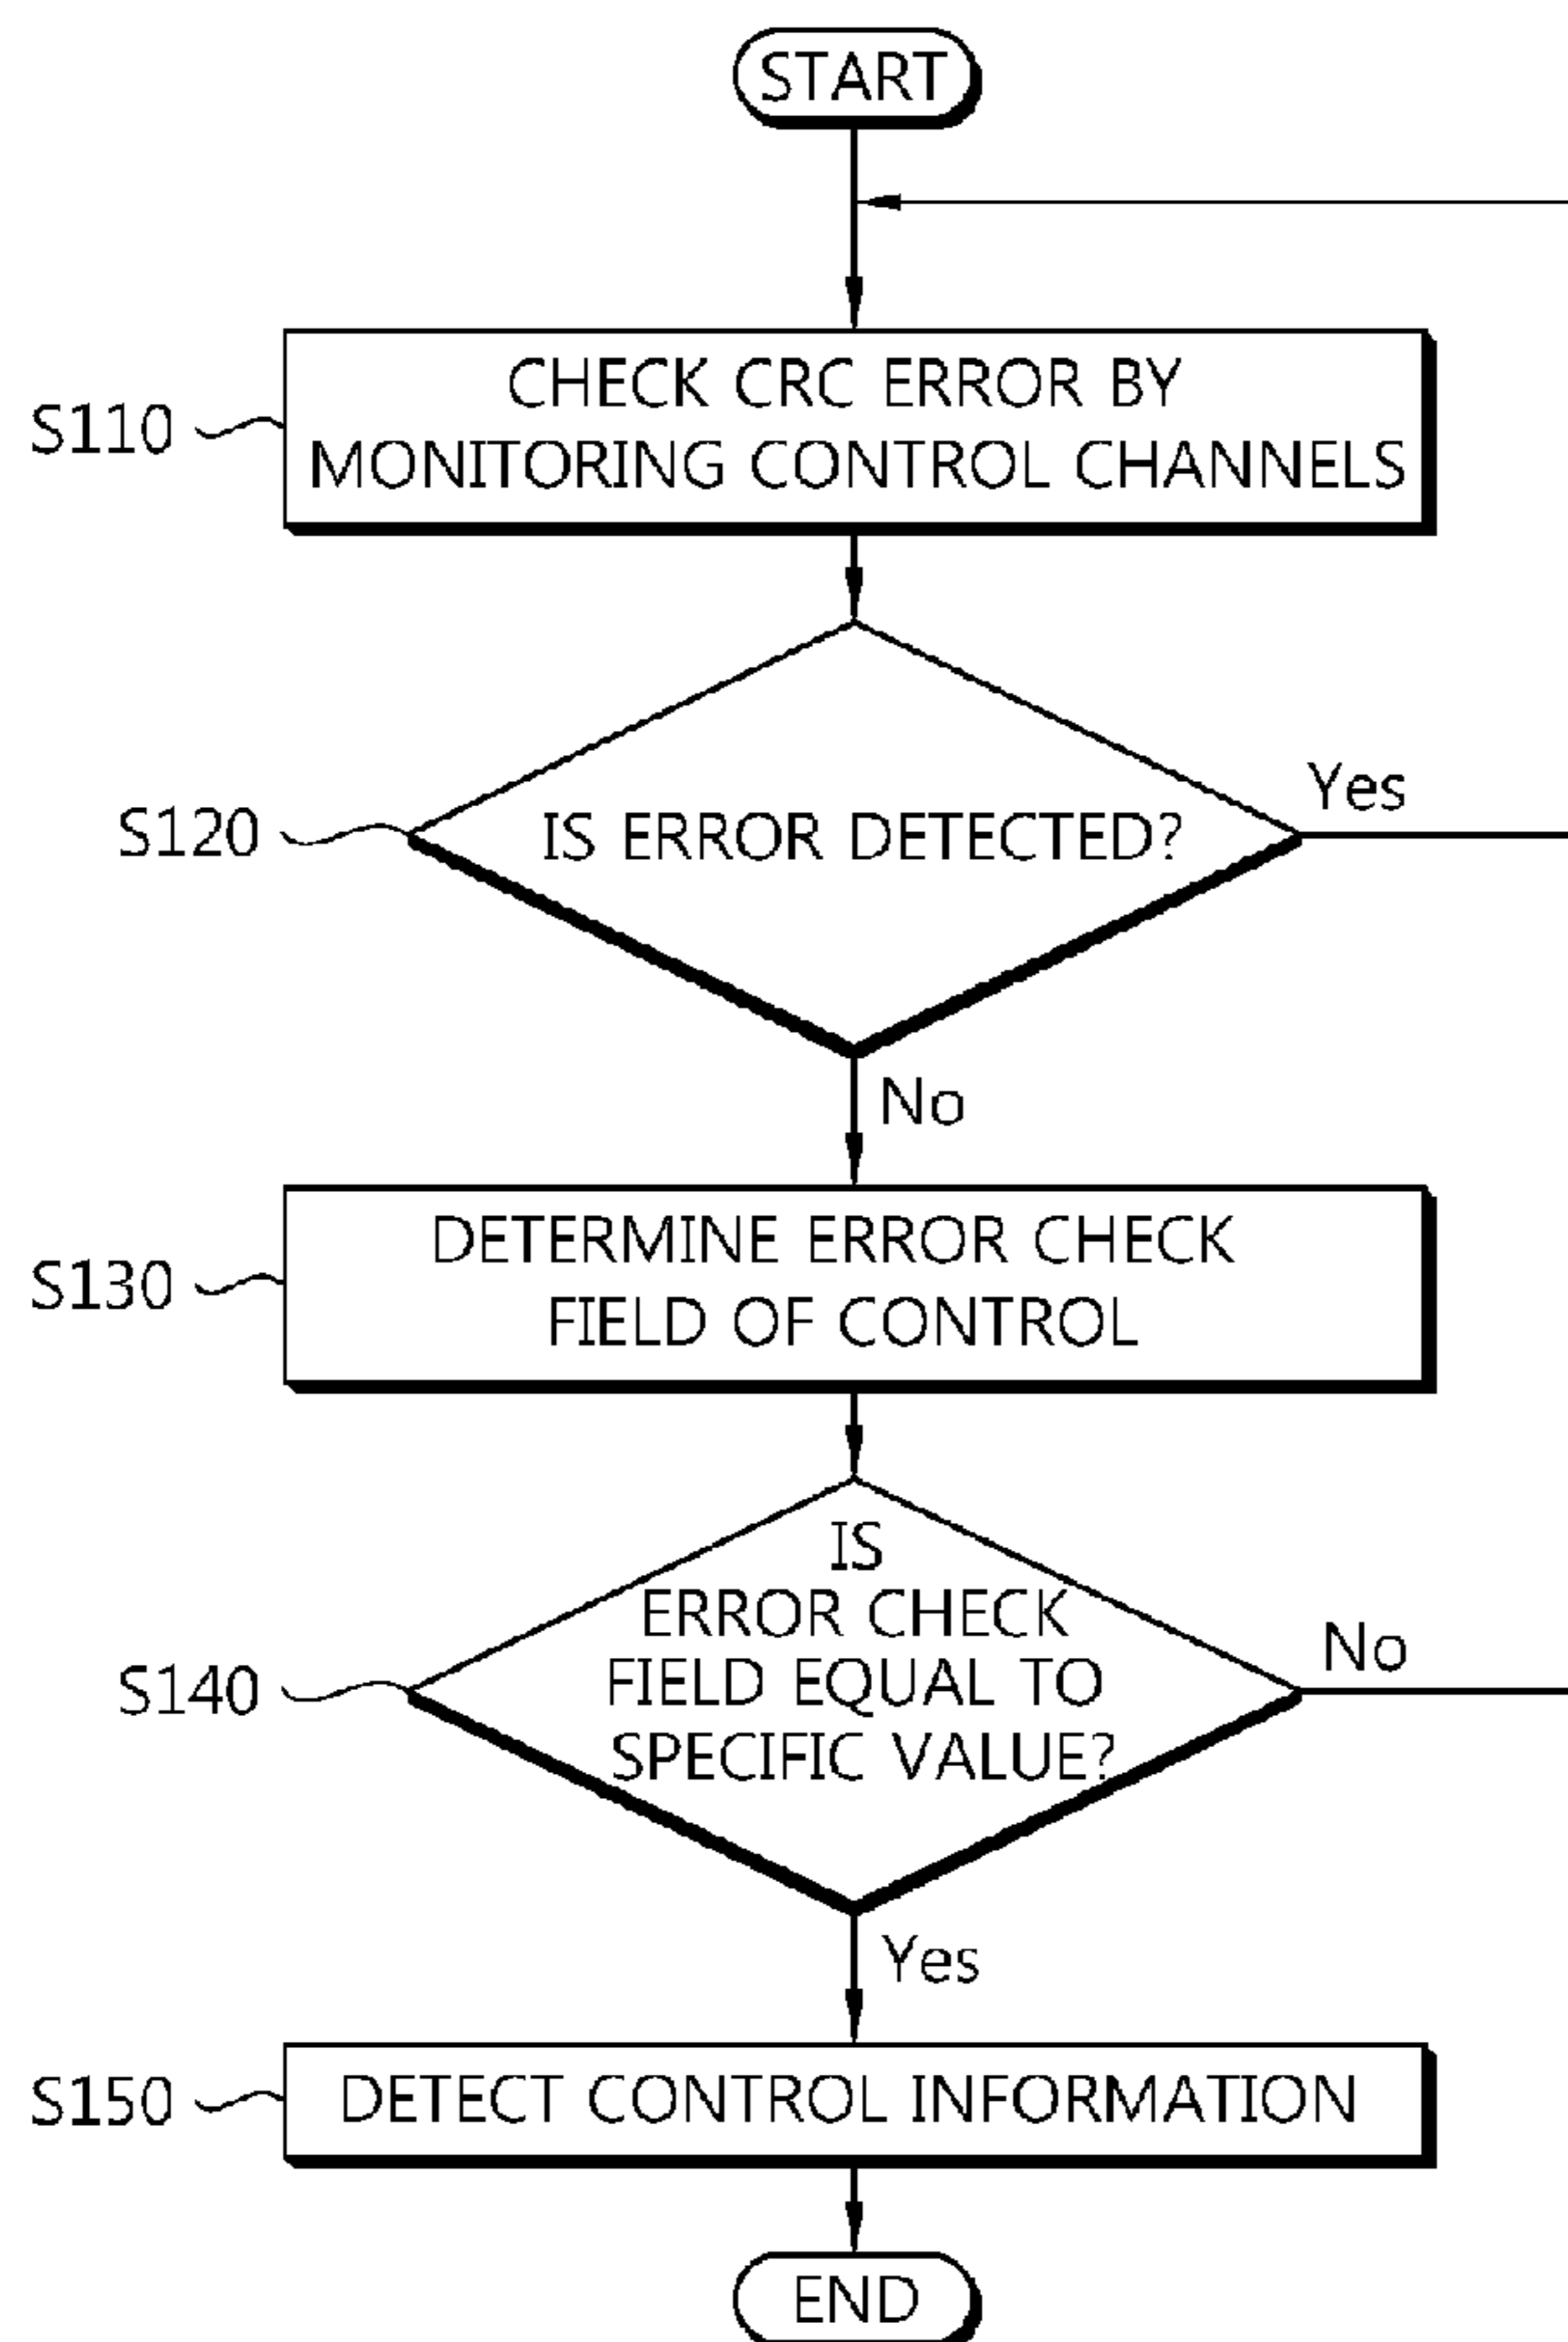 START
CHECK CRC ERROR BY
MONITORING CONTROL CHANNELS
S110
IS ERROR DETECTED?
S120
Yes
No
DETERMINE ERROR CHECK
FIELD OF CONTROL
S130
IS
ERROR CHECK
FIELD EQUAL TO
SPECIFIC VALUE?
S140
No
Yes
DETECT CONTROL INFORMATION
S150
END